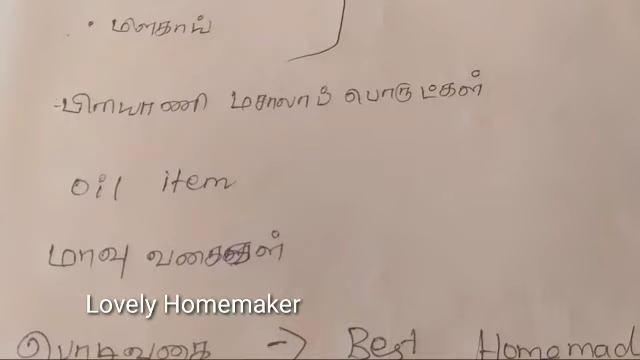 • மிளகாய்
- பிரியாணி மசாலாப் பொருட்கள்
oil item
மாவு வகைகள்
Lovely Homemaker
பொடிவகை -> Best Homemad